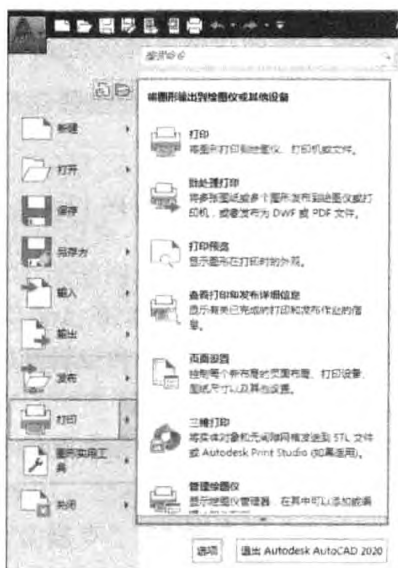 搜索命令
将图形输出到绘图仪或其他设备
新建
打开
保存
另存为
输入
输出
发布
打印
图形实用工
具
关闭
打印
将图形打印到绘图仪、打印机或文件。
批处理打印
将多张图纸或多个图形发布到绘图仪或打
印机，或者发布为 DWF 或 PDF 文件。
打印预览
显示图形在打印时的外观。
查看打印和发布详细信息
显示有关已完成的打印和发布作业的信
息。
页面设置
控制每个新布局的页面布局、打印设备、
图纸尺寸以及其他设置。
三维打印
将实体对象和无间隙网格发送到 STL 文件
或 Autodesk Print Studio (如果适用)。
管理绘图仪
显示绘图仪管理器，在其中可以添加或编
选项
退出 Autodesk AutoCAD 2020